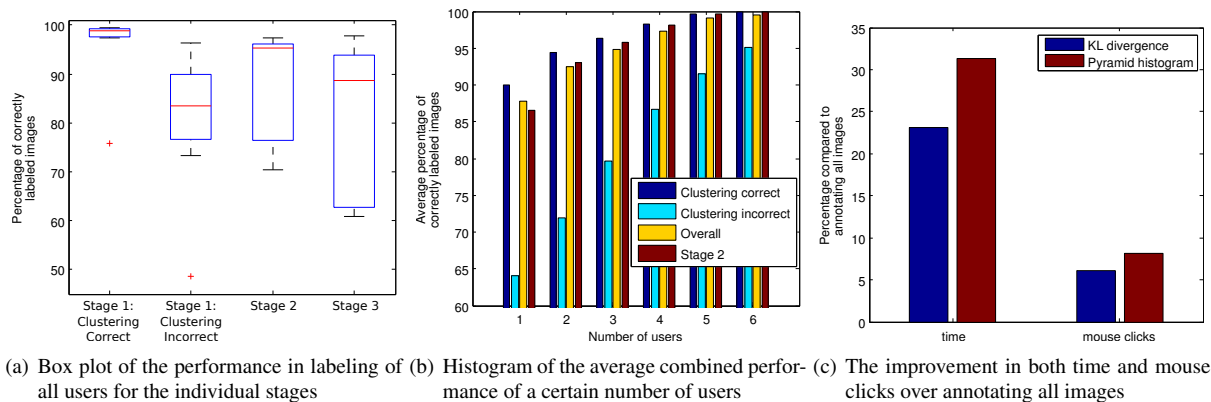 100
90
80
70
60
50
Percentage of correctly
labeled images
Stage 1:
Clustering
Correct
Stage 1:
Clustering
Incorrect
Stage 2
Stage 3
(a) Box plot of the performance in labeling of
all users for the individual stages
100
95
90
85
80
75
70
65
60
Average percentage of
correctly labeled images
Clustering correct
Clustering incorrect
Overall
Stage 2
1 2 3 4 5 6
Number of users
(b) Histogram of the average combined perfor-
mance of a certain number of users
35
30
25
20
15
10
5
0
Percentage compared to
annotating all images
KL divergence
Pyramid histogram
time
mouse clicks
(c) The improvement in both time and mouse
clicks over annotating all images